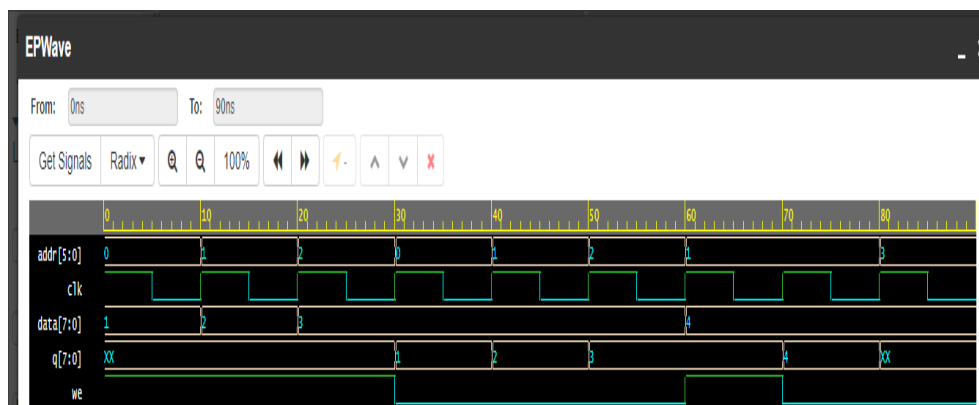 EPWave
From: 0ns To: 90ns
Get Signals Radix 100%
0 10 20 30 40 50 60 70 80
addr[5:0] 0 1 2 0 1 2 1 3
clk
data[7:0] 1 2 3 4
q[7:0] XX 1 2 3 4 XX
we